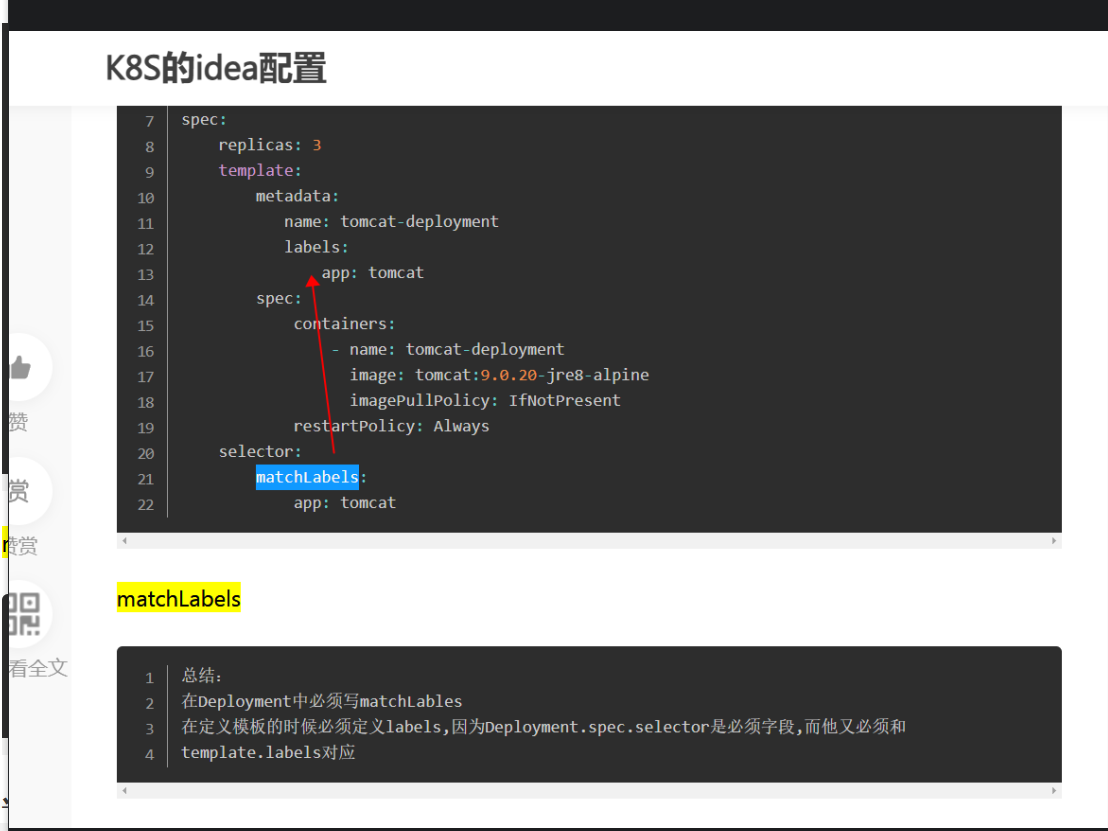 K8S的idea配置
7 spec:
8 replicas: 3
9 template:
10 metadata:
11 name: tomcat-deployment
12 labels:
13 app: tomcat
14 spec:
15 containers:
16 - name: tomcat-deployment
17 image: tomcat:9.0.20-jre8-alpine
18 imagePullPolicy: IfNotPresent
19 restartPolicy: Always
20 selector:
21 matchLabels:
22 app: tomcat
赞
赏
赞赏
看全文
matchLabels
1 总结:
2 在Deployment中必须写matchLables
3 在定义模板的时候必须定义labels,因为Deployment.spec.selector是必须字段,而他又必须和
4 template.labels对应